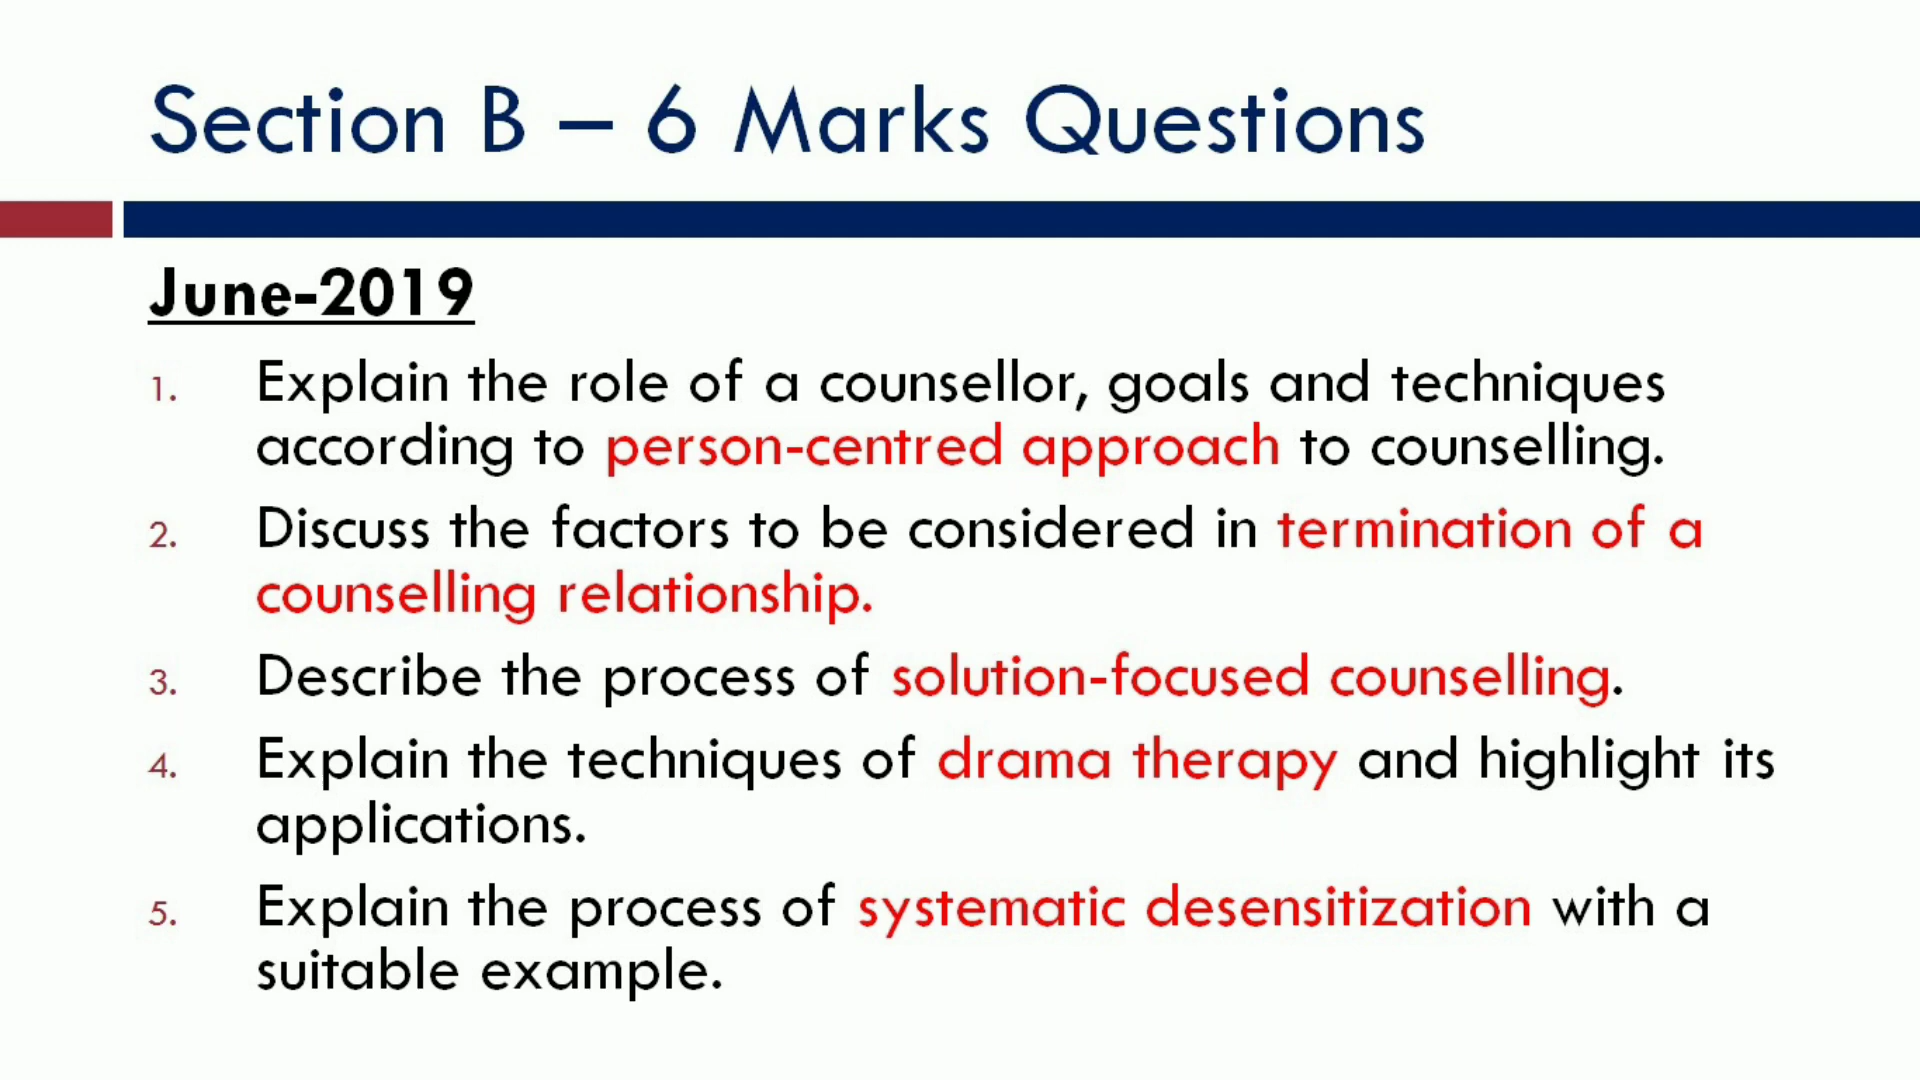 Section B – 6 Marks Questions
June-2019
1. Explain the role of a counsellor, goals and techniques
according to person-centred approach to counselling.
2. Discuss the factors to be considered in termination of a
counselling relationship.
3. Describe the process of solution-focused counselling.
4. Explain the techniques of drama therapy and highlight its
applications.
5. Explain the process of systematic desensitization with a
suitable example.